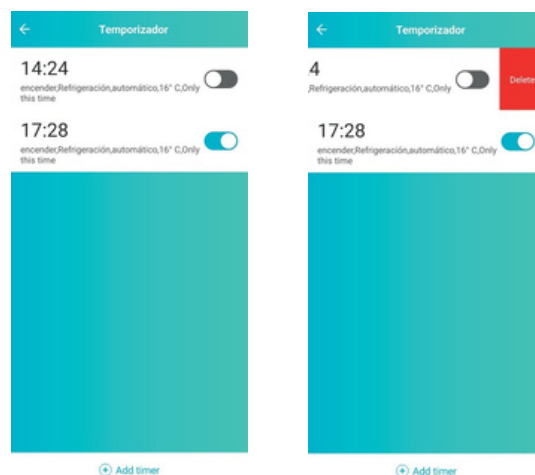 Temporizador
14:24
encender,Refrigeración,automático,16° C,Only
this time
17:28
encender,Refrigeración,automático,16° C,Only
this time
Add timer
Temporizador
4
,Refrigeración,automático,16° C,Only
Delete
17:28
encender,Refrigeración,automático,16° C,Only
this time
Add timer